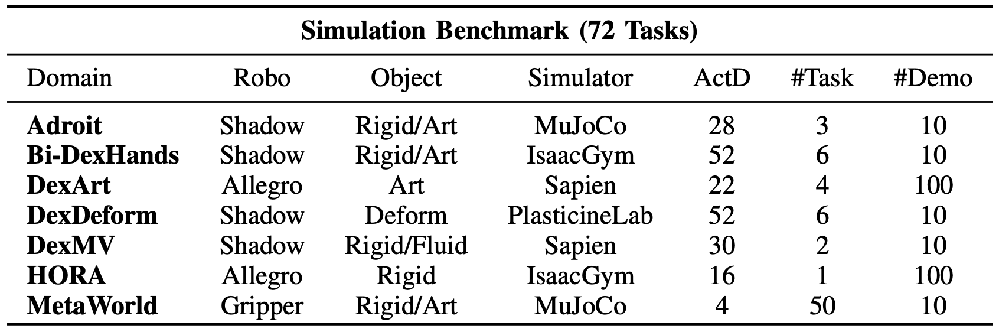 Simulation Benchmark (72 Tasks)
Domain Robo Object Simulator ActD #Task #Demo
Adroit Shadow Rigid/Art MuJoCo 28 3 10
Bi-DexHands Shadow Rigid/Art IsaacGym 52 6 10
DexArt Allegro Art Sapien 22 4 100
DexDeform Shadow Deform PlasticineLab 52 6 10
DexMV Shadow Rigid/Fluid Sapien 30 2 10
HORA Allegro Rigid IsaacGym 16 1 100
MetaWorld Gripper Rigid/Art MuJoCo 4 50 10